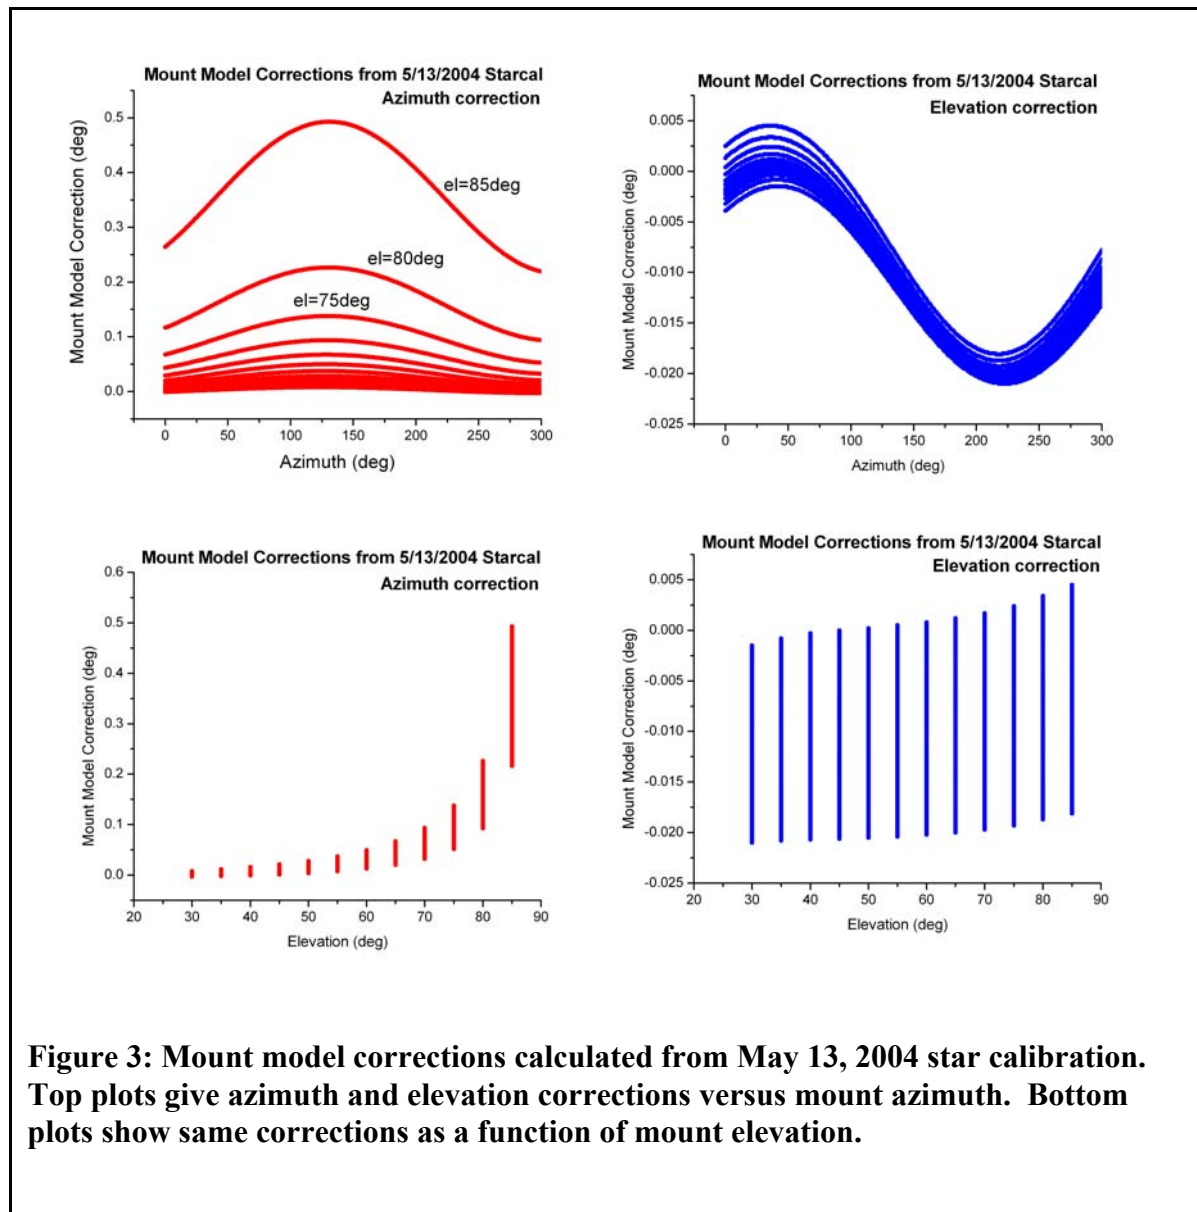 Mount Model Corrections from 5/13/2004 Starcal
Azimuth correction
0.5
0.4
0.3
0.2
0.1
0.0
Mount Model Correction (deg)
el=85deg
el=80deg
el=75deg
0 50 100 150 200 250 300
Azimuth (deg)
Mount Model Corrections from 5/13/2004 Starcal
Elevation correction
0.005
0.000
-0.005
-0.010
-0.015
-0.020
-0.025
Mount Model Correction (deg)
0 50 100 150 200 250 300
Azimuth (deg)
Mount Model Corrections from 5/13/2004 Starcal
Azimuth correction
0.6
0.5
0.4
0.3
0.2
0.1
0.0
Mount Model Correction (deg)
20 30 40 50 60 70 80 90
Elevation (deg)
Mount Model Corrections from 5/13/2004 Starcal
Elevation correction
0.005
0.000
-0.005
-0.010
-0.015
-0.020
-0.025
Mount Model Correction (deg)
20 30 40 50 60 70 80 90
Elevation (deg)
Figure 3: Mount model corrections calculated from May 13, 2004 star calibration.
Top plots give azimuth and elevation corrections versus mount azimuth.  Bottom
plots show same corrections as a function of mount elevation.